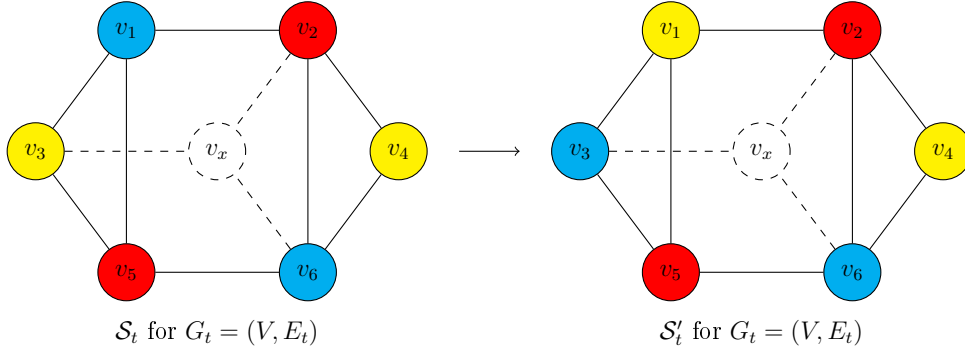 v₁ v₂ v₁ v₂
v₃ vₓ v₄ v₃ vₓ v₄
v₅ v₆ v₅ v₆
𝒮ₜ for Gₜ = (V, Eₜ) 𝒮′ₜ for Gₜ = (V, Eₜ)